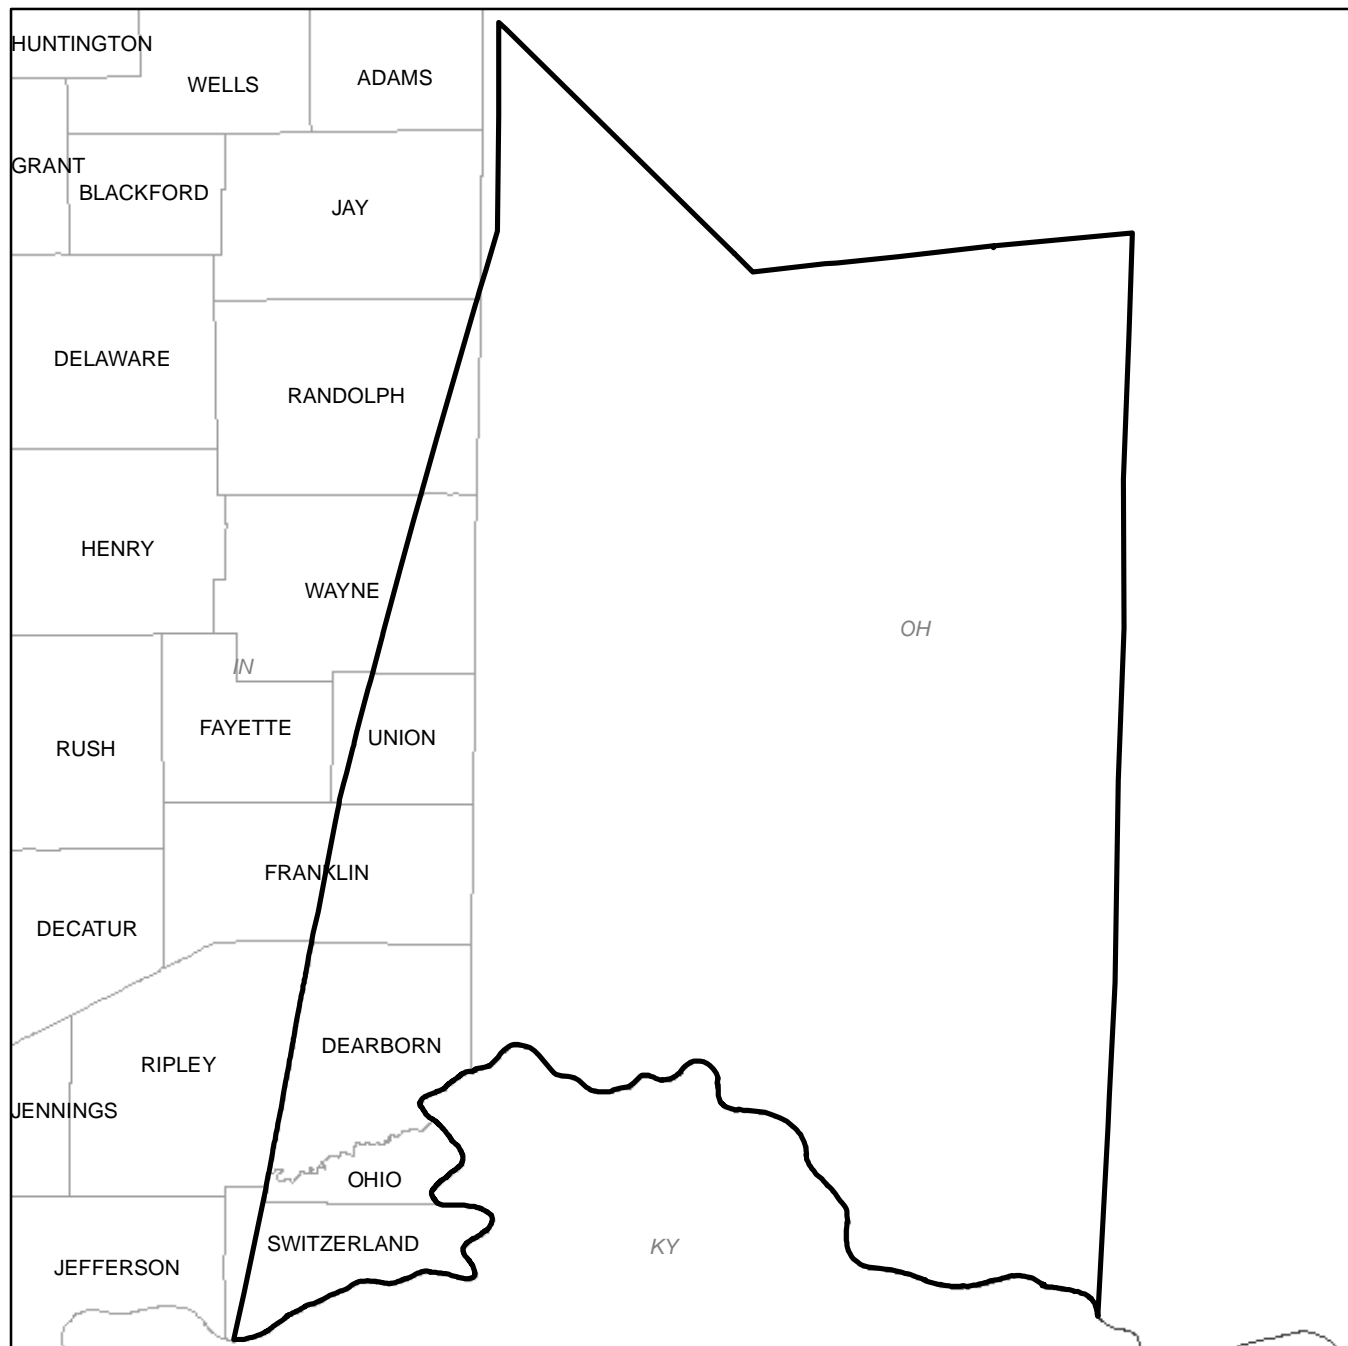 HUNTINGTON
WELLS
ADAMS
GRANT
BLACKFORD
JAY
DELAWARE
RANDOLPH
HENRY
WAYNE
OH
IN
FAYETTE
UNION
RUSH
FRANKLIN
DECATUR
DEARBORN
RIPLEY
JENNINGS
OHIO
SWITZERLAND
KY
JEFFERSON